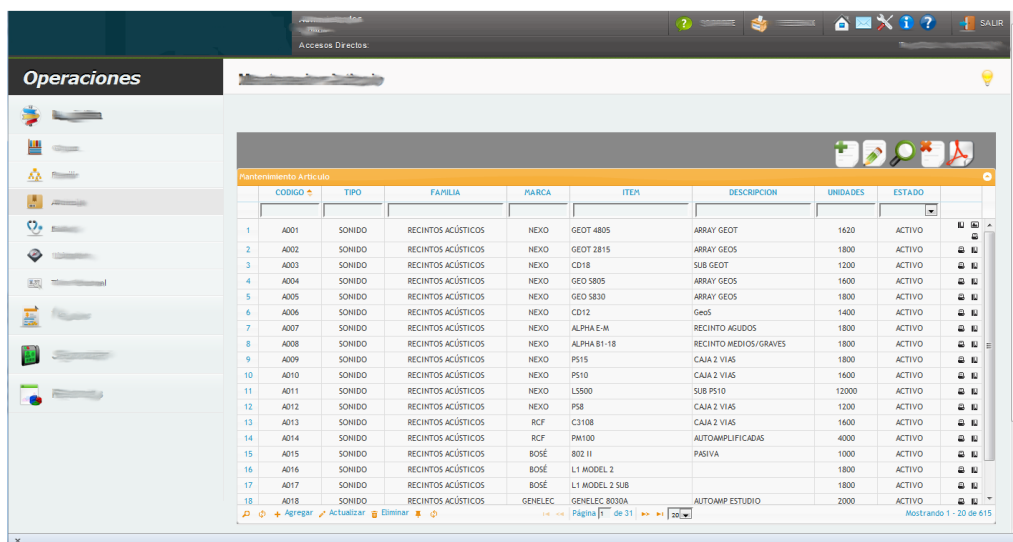 SALIR
Accesos Directos:
Operaciones
Mantenimiento Articulo
CODIGO TIPO FAMILIA MARCA ITEM DESCRIPCION UNIDADES ESTADO
1 A001 SONIDO RECINTOS ACÚSTICOS NEXO GEOT 4805 ARRAY GEOT 1620 ACTIVO
2 A002 SONIDO RECINTOS ACÚSTICOS NEXO GEOT 2815 ARRAY GEOS 1800 ACTIVO
3 A003 SONIDO RECINTOS ACÚSTICOS NEXO CD18 SUB GEOT 1200 ACTIVO
4 A004 SONIDO RECINTOS ACÚSTICOS NEXO GEO S805 ARRAY GEOS 1600 ACTIVO
5 A005 SONIDO RECINTOS ACÚSTICOS NEXO GEO S830 ARRAY GEOS 1800 ACTIVO
6 A006 SONIDO RECINTOS ACÚSTICOS NEXO CD12 GeoS 1400 ACTIVO
7 A007 SONIDO RECINTOS ACÚSTICOS NEXO ALPHA E-M RECINTO AGUDOS 1800 ACTIVO
8 A008 SONIDO RECINTOS ACÚSTICOS NEXO ALPHA B1-18 RECINTO MEDIOS/GRAVES 1800 ACTIVO
9 A009 SONIDO RECINTOS ACÚSTICOS NEXO PS15 CAJA 2 VIAS 1800 ACTIVO
10 A010 SONIDO RECINTOS ACÚSTICOS NEXO PS10 CAJA 2 VIAS 1600 ACTIVO
11 A011 SONIDO RECINTOS ACÚSTICOS NEXO LS500 SUB PS10 12000 ACTIVO
12 A012 SONIDO RECINTOS ACÚSTICOS NEXO PS8 CAJA 2 VIAS 1200 ACTIVO
13 A013 SONIDO RECINTOS ACÚSTICOS RCF C3108 CAJA 2 VIAS 1600 ACTIVO
14 A014 SONIDO RECINTOS ACÚSTICOS RCF PM100 AUTOAMPLIFICADAS 4000 ACTIVO
15 A015 SONIDO RECINTOS ACÚSTICOS BOSÉ 802 II PASIVA 1000 ACTIVO
16 A016 SONIDO RECINTOS ACÚSTICOS BOSÉ L1 MODEL 2 1800 ACTIVO
17 A017 SONIDO RECINTOS ACÚSTICOS BOSÉ L1 MODEL 2 SUB 1800 ACTIVO
18 A018 SONIDO RECINTOS ACÚSTICOS GENELEC GENELEC 8030A AUTOAMP ESTUDIO 2000 ACTIVO
Agregar Actualizar Eliminar Página 1 de 31 20 Mostrando 1 - 20 de 615
x